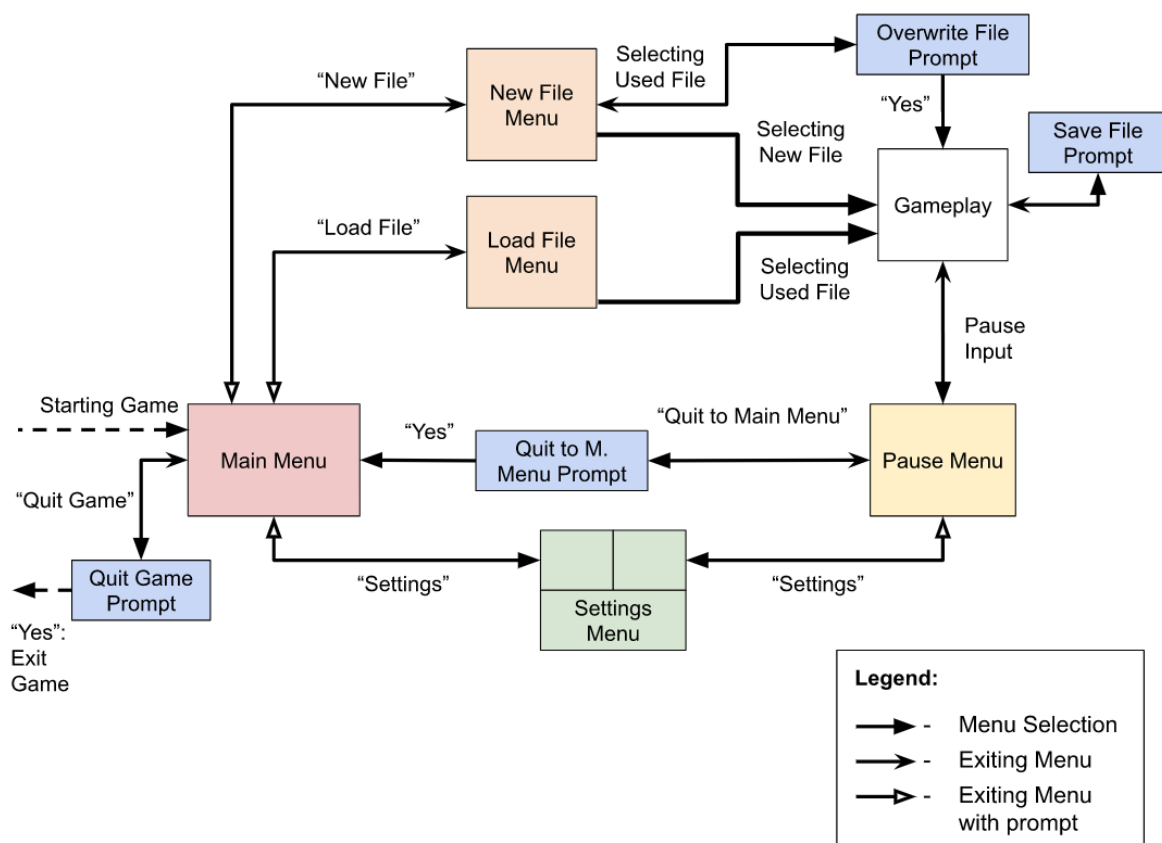 Overwrite File
Prompt
Selecting
Used File
“New File”
New File
Menu
“Yes”
Save File
Prompt
Selecting
New File
Gameplay
“Load File”
Load File
Menu
Selecting
Used File
Pause
Input
Starting Game
“Quit to Main Menu”
“Yes”
Main Menu
Quit to M.
Menu Prompt
Pause Menu
“Quit Game”
Quit Game
Prompt
“Settings”
“Settings”
Settings
Menu
“Yes”:
Exit
Game
Legend:
- Menu Selection
- Exiting Menu
- Exiting Menu
with prompt